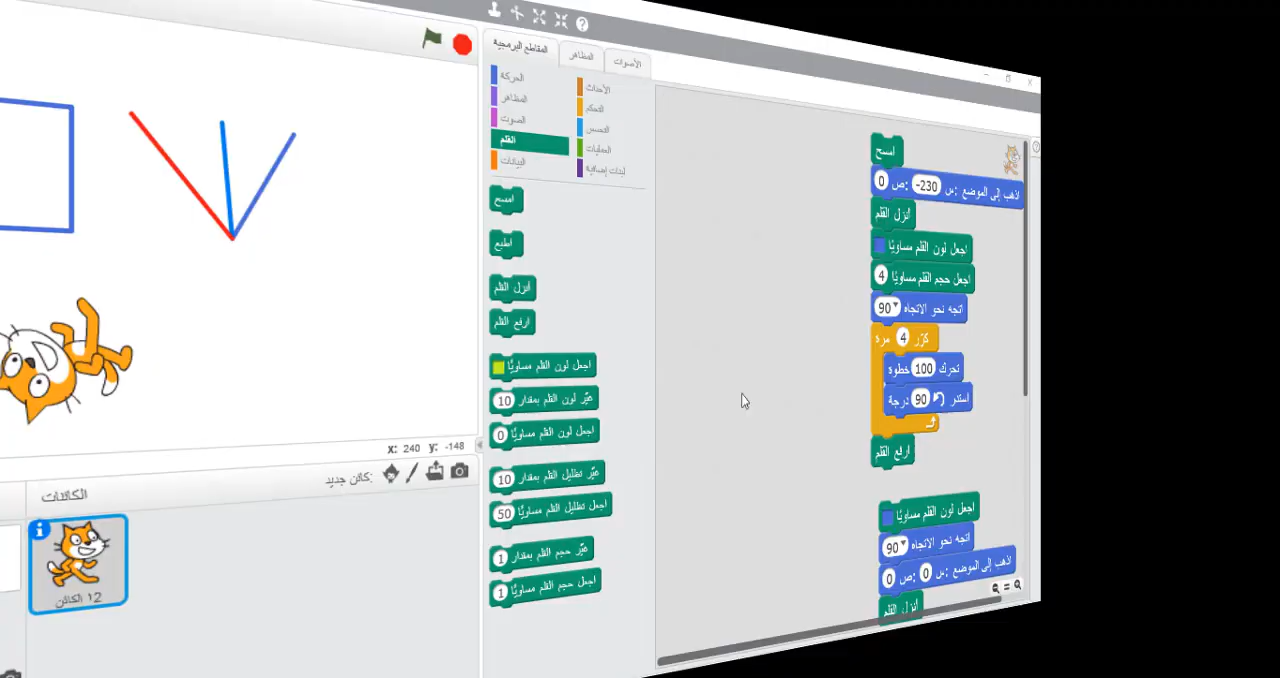 المقاطع البرمجية
المظاهر
الأصوات
الحركة
الأحداث
المظاهر
التحكم
الصوت
التحسس
القلم
العمليات
البيانات
لبنات إضافية
امسح
اطبع
أنزل القلم
ارفع القلم
اجعل لون القلم مساويًا
غيّر لون القلم بمقدار 10
اجعل لون القلم مساويًا 0
غيّر تظليل القلم بمقدار 10
اجعل تظليل القلم مساويًا 50
غيّر حجم القلم بمقدار 1
اجعل حجم القلم مساويًا 1
امسح
اذهب إلى الموضع س: -230 ص: 0
أنزل القلم
اجعل لون القلم مساويًا
اجعل حجم القلم مساويًا 4
اتجه نحو الاتجاه 90
كرّر 4 مرة
تحرك 100 خطوة
استدر 90 درجة
ارفع القلم
اجعل لون القلم مساويًا
اتجه نحو الاتجاه 90
اذهب إلى الموضع س: 0 ص: 0
أنزل القلم
x: 240 y: -148
كائن جديد:
الكائنات
الكائن 12